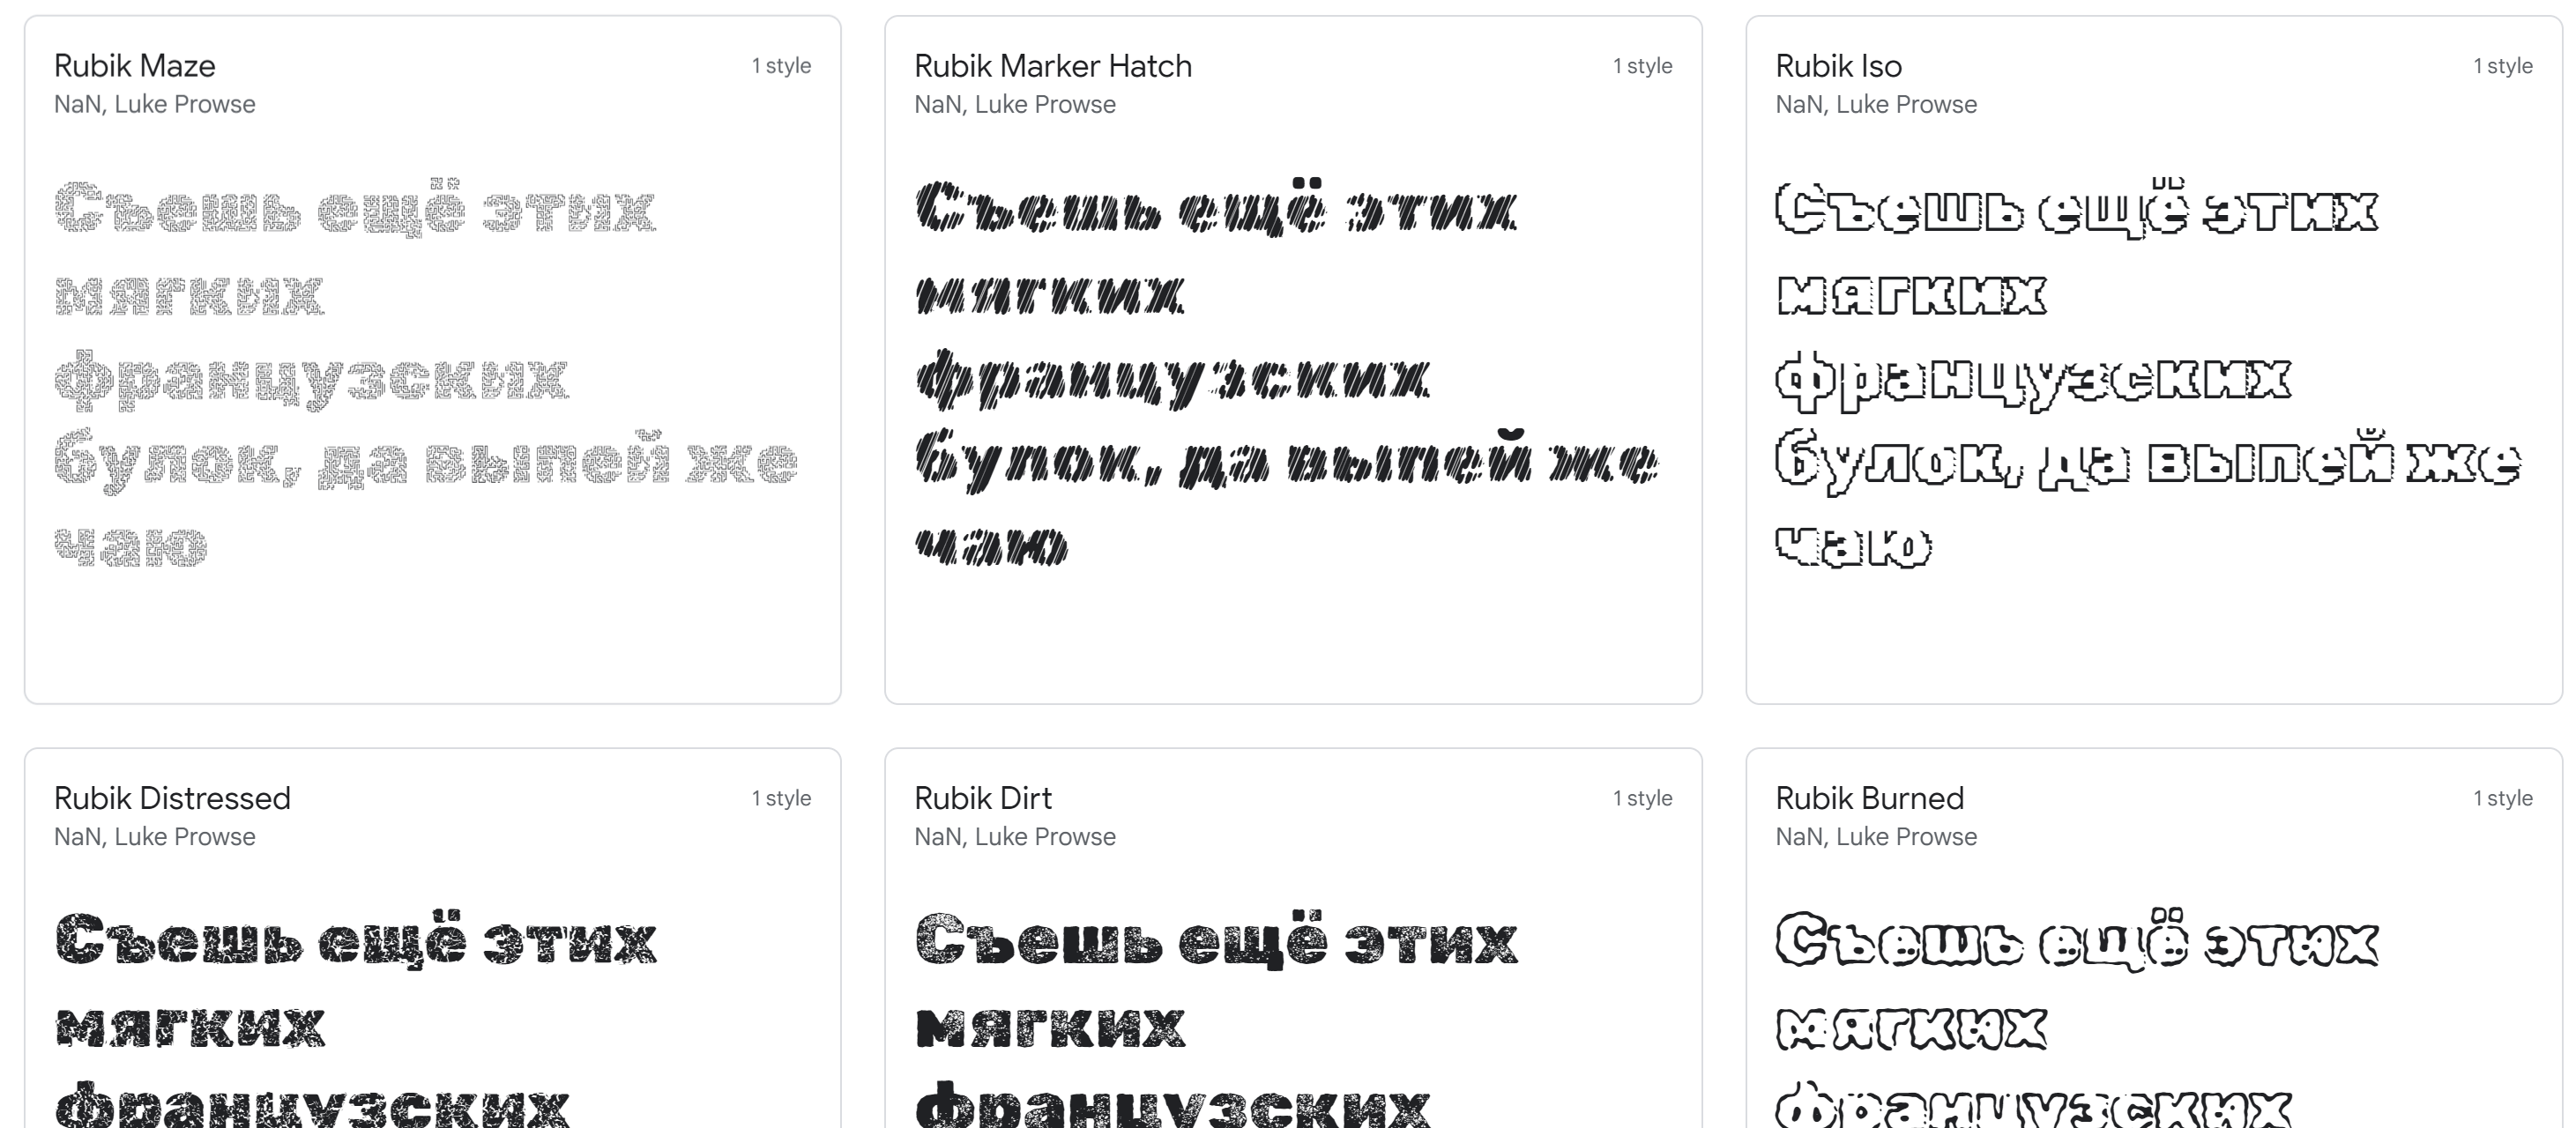 Rubik Maze
1 style
NaN, Luke Prowse
Съешь ещё этих
мягких
французских
булок, да выпей же
чаю
Rubik Marker Hatch
1 style
NaN, Luke Prowse
Съешь ещё этих
мягких
французских
булок, да выпей же
чаю
Rubik Iso
1 style
NaN, Luke Prowse
Съешь ещё этих
мягких
французских
булок, да выпей же
чаю
Rubik Distressed
1 style
NaN, Luke Prowse
Съешь ещё этих
мягких
французских
Rubik Dirt
1 style
NaN, Luke Prowse
Съешь ещё этих
мягких
французских
Rubik Burned
1 style
NaN, Luke Prowse
Съешь ещё этих
мягких
французских